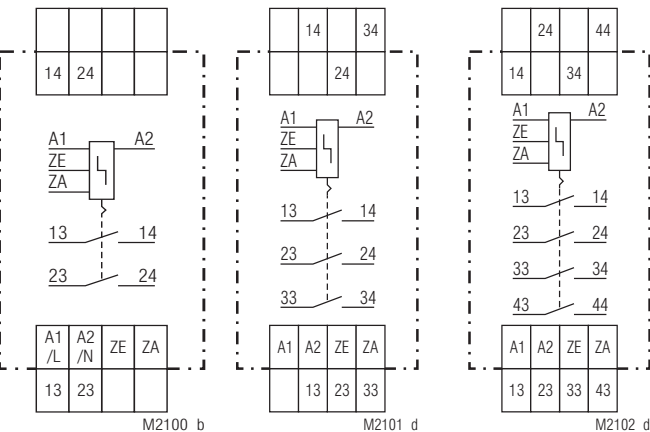 14 24
A1 A2
ZE
ZA
13 14
23 24
A1/L A2/N ZE ZA
13 23
M2100 b
14 34
24
A1 A2
ZE
ZA
13 14
23 24
33 34
A1 A2 ZE ZA
13 23 33
M2101 d
24 44
14 34
A1 A2
ZE
ZA
13 14
23 24
33 34
43 44
A1 A2 ZE ZA
13 23 33 43
M2102 d